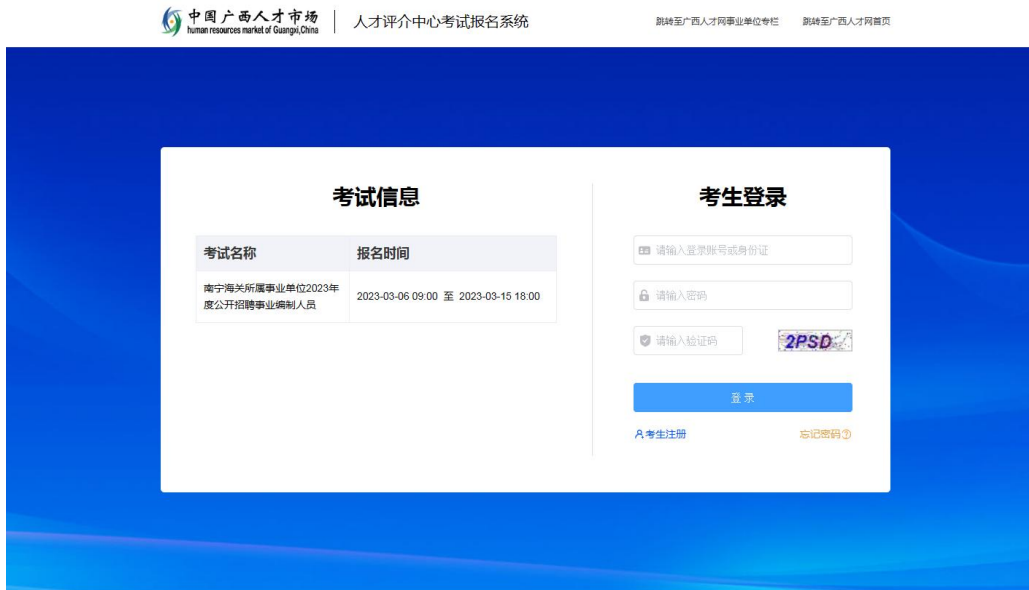 中国广西人才市场
human resources market of Guangxi,China
人才评介中心考试报名系统
跳转至广西人才网事业单位专栏
跳转至广西人才网首页
考试信息
考试名称
报名时间
南宁海关所属事业单位2023年
度公开招聘事业编制人员
2023-03-06 09:00 至 2023-03-15 18:00
考生登录
请输入登录账号或身份证
请输入密码
请输入验证码
2PSD
登 录
考生注册
忘记密码?